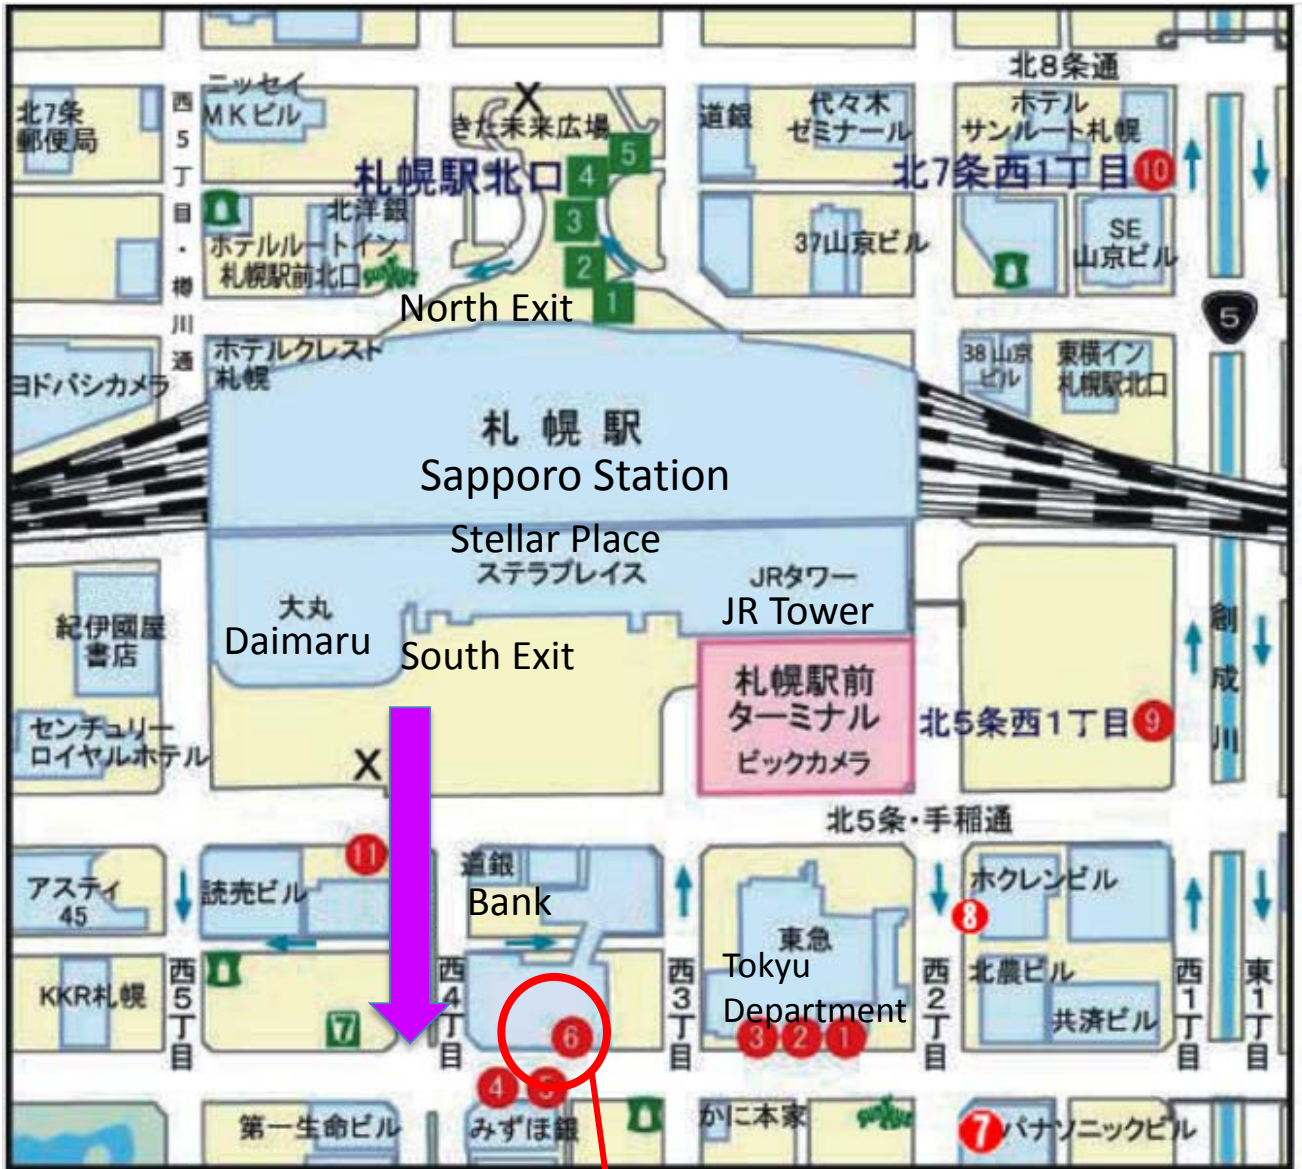 北8条通
北7条
郵便局
西5丁目・樽川通
ニッセイ
MKビル
X
きた未来広場
道銀
代々木
ゼミナール
ホテル
サンルート札幌
札幌駅北口
5
4
3
2
1
北7条西1丁目
10
北洋銀
ホテルルートイン
札幌駅前北口
sunkus
37山京ビル
SE
山京ビル
5
North Exit
ヨドバシカメラ
ホテルクレスト
札幌
38山京
ビル
東横イン
札幌駅北口
札幌駅
Sapporo Station
Stellar Place
ステラプレイス
大丸
Daimaru
JRタワー
JR Tower
South Exit
紀伊國屋
書店
創成川
センチュリー
ロイヤルホテル
X
札幌駅前
ターミナル
ビックカメラ
北5条西1丁目
9
北5条・手稲通
アスティ
45
読売ビル
11
道銀
Bank
東急
Tokyu
Department
ホクレンビル
8
KKR札幌
西5丁目
7
西4丁目
6
西3丁目
3
2
1
西2丁目
北農ビル
共済ビル
西1丁目
東1丁目
4
5
第一生命ビル
みずほ銀
かに本家
sunkus
7
パナソニックビル